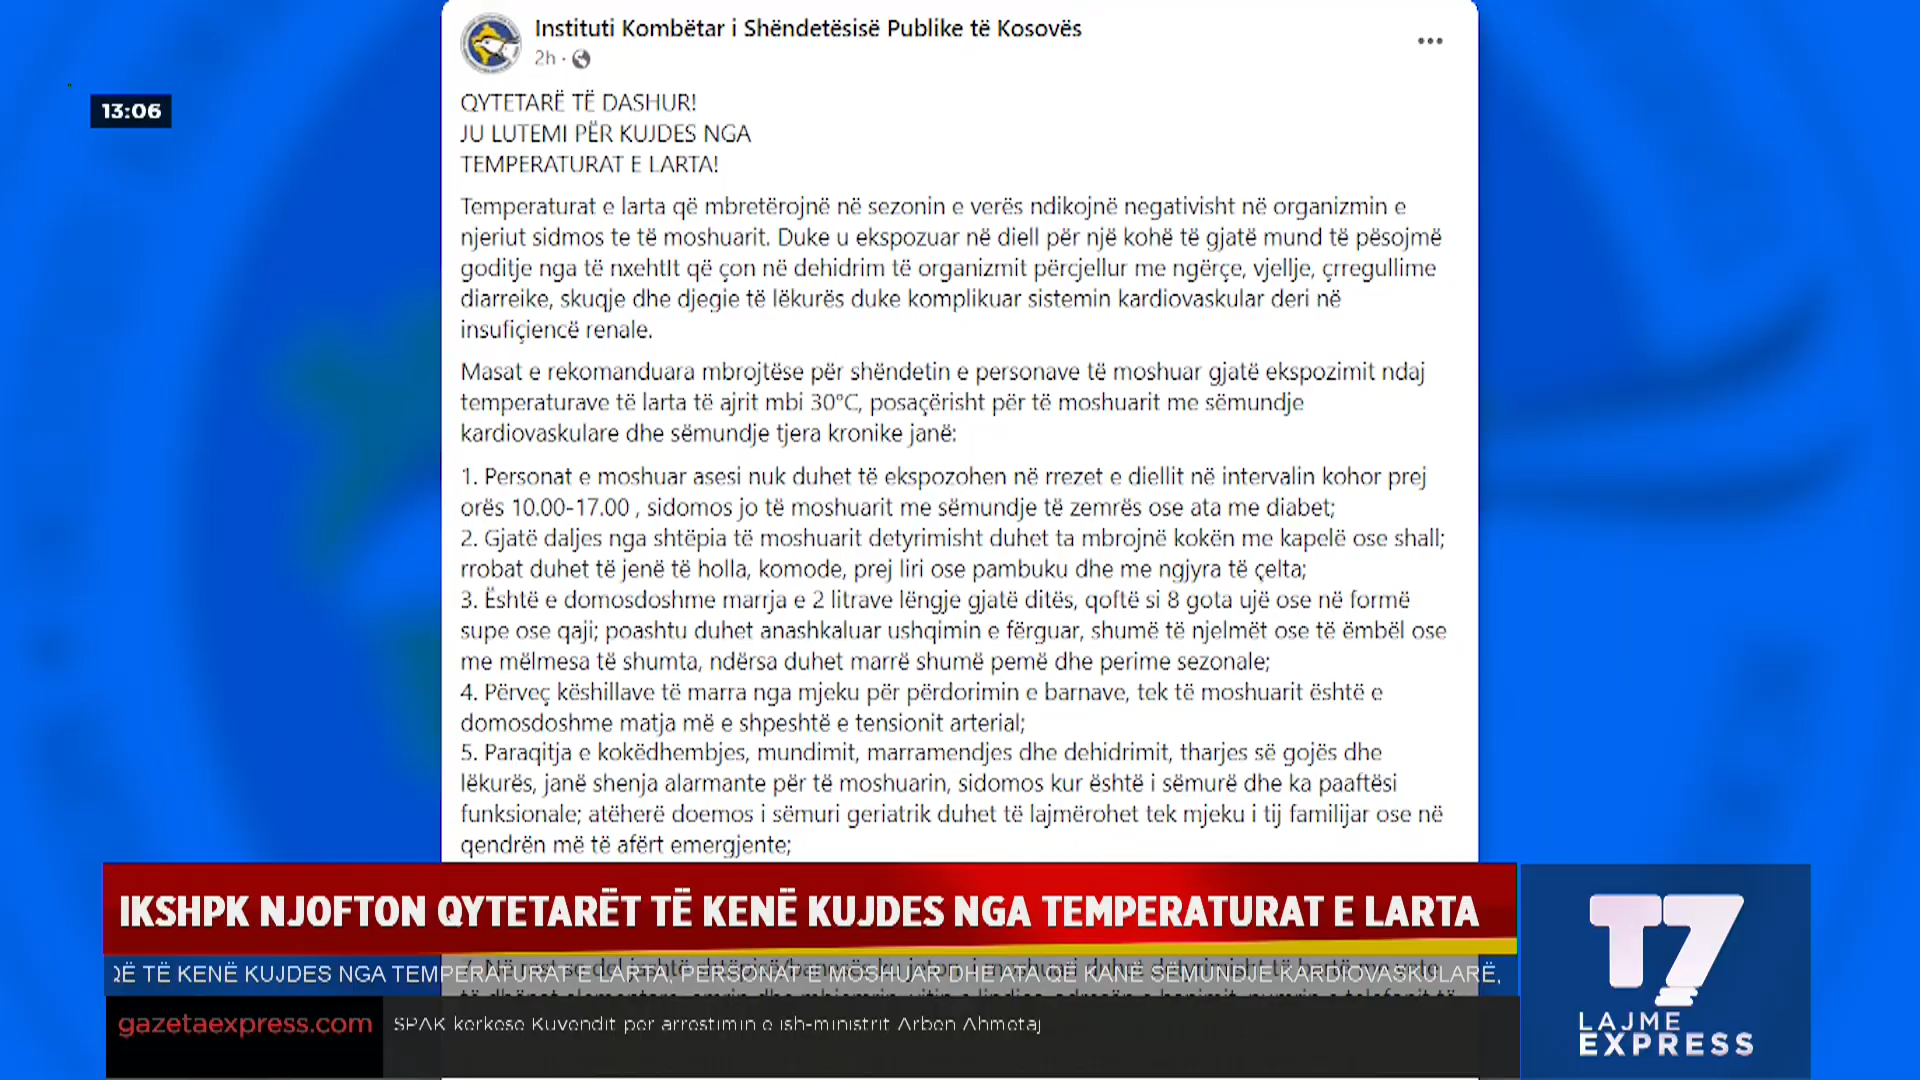 Instituti Kombëtar i Shëndetësisë Publike të Kosovës
2h ·
13:06
QYTETARË TË DASHUR!
JU LUTEMI PËR KUJDES NGA
TEMPERATURAT E LARTA!
Temperaturat e larta që mbretërojnë në sezonin e verës ndikojnë negativisht në organizmin e
njeriut sidmos te të moshuarit. Duke u ekspozuar në diell për një kohë të gjatë mund të pësojmë
goditje nga të nxehtIt që çon në dehidrim të organizmit përcjellur me ngërçe, vjellje, çrregullime
diarreike, skuqje dhe djegie të lëkurës duke komplikuar sistemin kardiovaskular deri në
insufiçiencë renale.
Masat e rekomanduara mbrojtëse për shëndetin e personave të moshuar gjatë ekspozimit ndaj
temperaturave të larta të ajrit mbi 30°C, posaçërisht për të moshuarit me sëmundje
kardiovaskulare dhe sëmundje tjera kronike janë:
1. Personat e moshuar asesi nuk duhet të ekspozohen në rrezet e diellit në intervalin kohor prej
orës 10.00-17.00 , sidomos jo të moshuarit me sëmundje të zemrës ose ata me diabet;
2. Gjatë daljes nga shtëpia të moshuarit detyrimisht duhet ta mbrojnë kokën me kapelë ose shall;
rrobat duhet të jenë të holla, komode, prej liri ose pambuku dhe me ngjyra të çelta;
3. Është e domosdoshme marrja e 2 litrave lëngje gjatë ditës, qoftë si 8 gota ujë ose në formë
supe ose qaji; poashtu duhet anashkaluar ushqimin e fërguar, shumë të njelmët ose të ëmbël ose
me mëlmesa të shumta, ndërsa duhet marrë shumë pemë dhe perime sezonale;
4. Përveç këshillave të marra nga mjeku për përdorimin e barnave, tek të moshuarit është e
domosdoshme matja më e shpeshtë e tensionit arterial;
5. Paraqitja e kokëdhembjes, mundimit, marramendjes dhe dehidrimit, tharjes së gojës dhe
lëkurës, janë shenja alarmante për të moshuarin, sidomos kur është i sëmurë dhe ka paaftësi
funksionale; atëherë doemos i sëmuri geriatrik duhet të lajmërohet tek mjeku i tij familijar ose në
qendrën më të afërt emergjente;
IKSHPK NJOFTON QYTETARËT TË KENË KUJDES NGA TEMPERATURAT E LARTA
QË TË KENË KUJDES NGA TEMPERATURAT E LARTA, PERSONAT E MOSHUAR DHE ATA QË KANË SËMUNDJE KARDIOVASKULARË,
gazetaexpress.com
SPAK kërkesë Kuvendit për arrestimin e ish-ministrit Arben Ahmetaj
T7
LAJME
EXPRESS